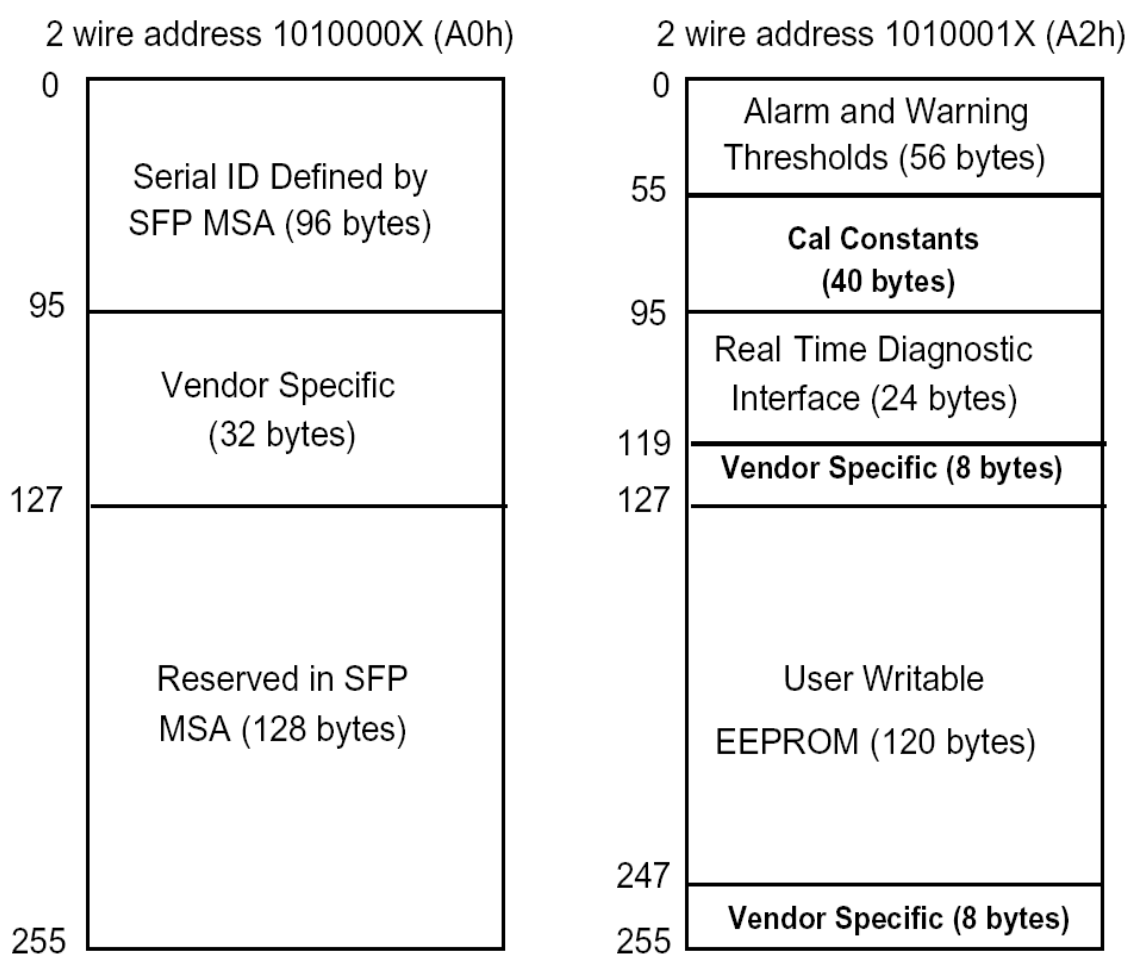 2 wire address 1010000X (A0h)
0
Serial ID Defined by
SFP MSA (96 bytes)
95
Vendor Specific
(32 bytes)
127
Reserved in SFP
MSA (128 bytes)
255
2 wire address 1010001X (A2h)
0
Alarm and Warning
Thresholds (56 bytes)
55
Cal Constants
(40 bytes)
95
Real Time Diagnostic
Interface (24 bytes)
119
Vendor Specific (8 bytes)
127
User Writable
EEPROM (120 bytes)
247
Vendor Specific (8 bytes)
255